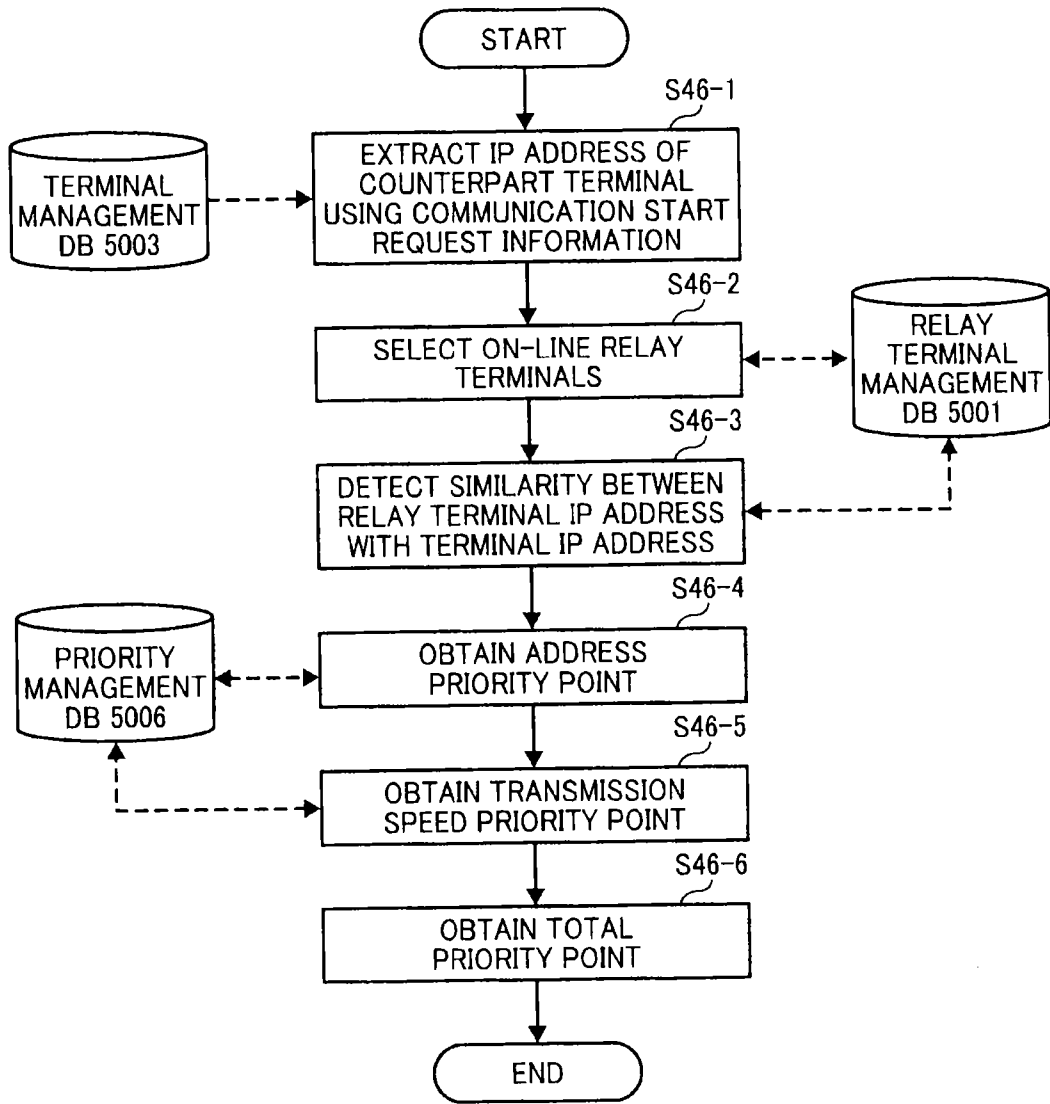 START
S46-1
EXTRACT IP ADDRESS OF
COUNTERPART TERMINAL
USING COMMUNICATION START
REQUEST INFORMATION
TERMINAL
MANAGEMENT
DB 5003
S46-2
SELECT ON-LINE RELAY
TERMINALS
RELAY
TERMINAL
MANAGEMENT
DB 5001
S46-3
DETECT SIMILARITY BETWEEN
RELAY TERMINAL IP ADDRESS
WITH TERMINAL IP ADDRESS
S46-4
OBTAIN ADDRESS
PRIORITY POINT
PRIORITY
MANAGEMENT
DB 5006
S46-5
OBTAIN TRANSMISSION
SPEED PRIORITY POINT
S46-6
OBTAIN TOTAL
PRIORITY POINT
END